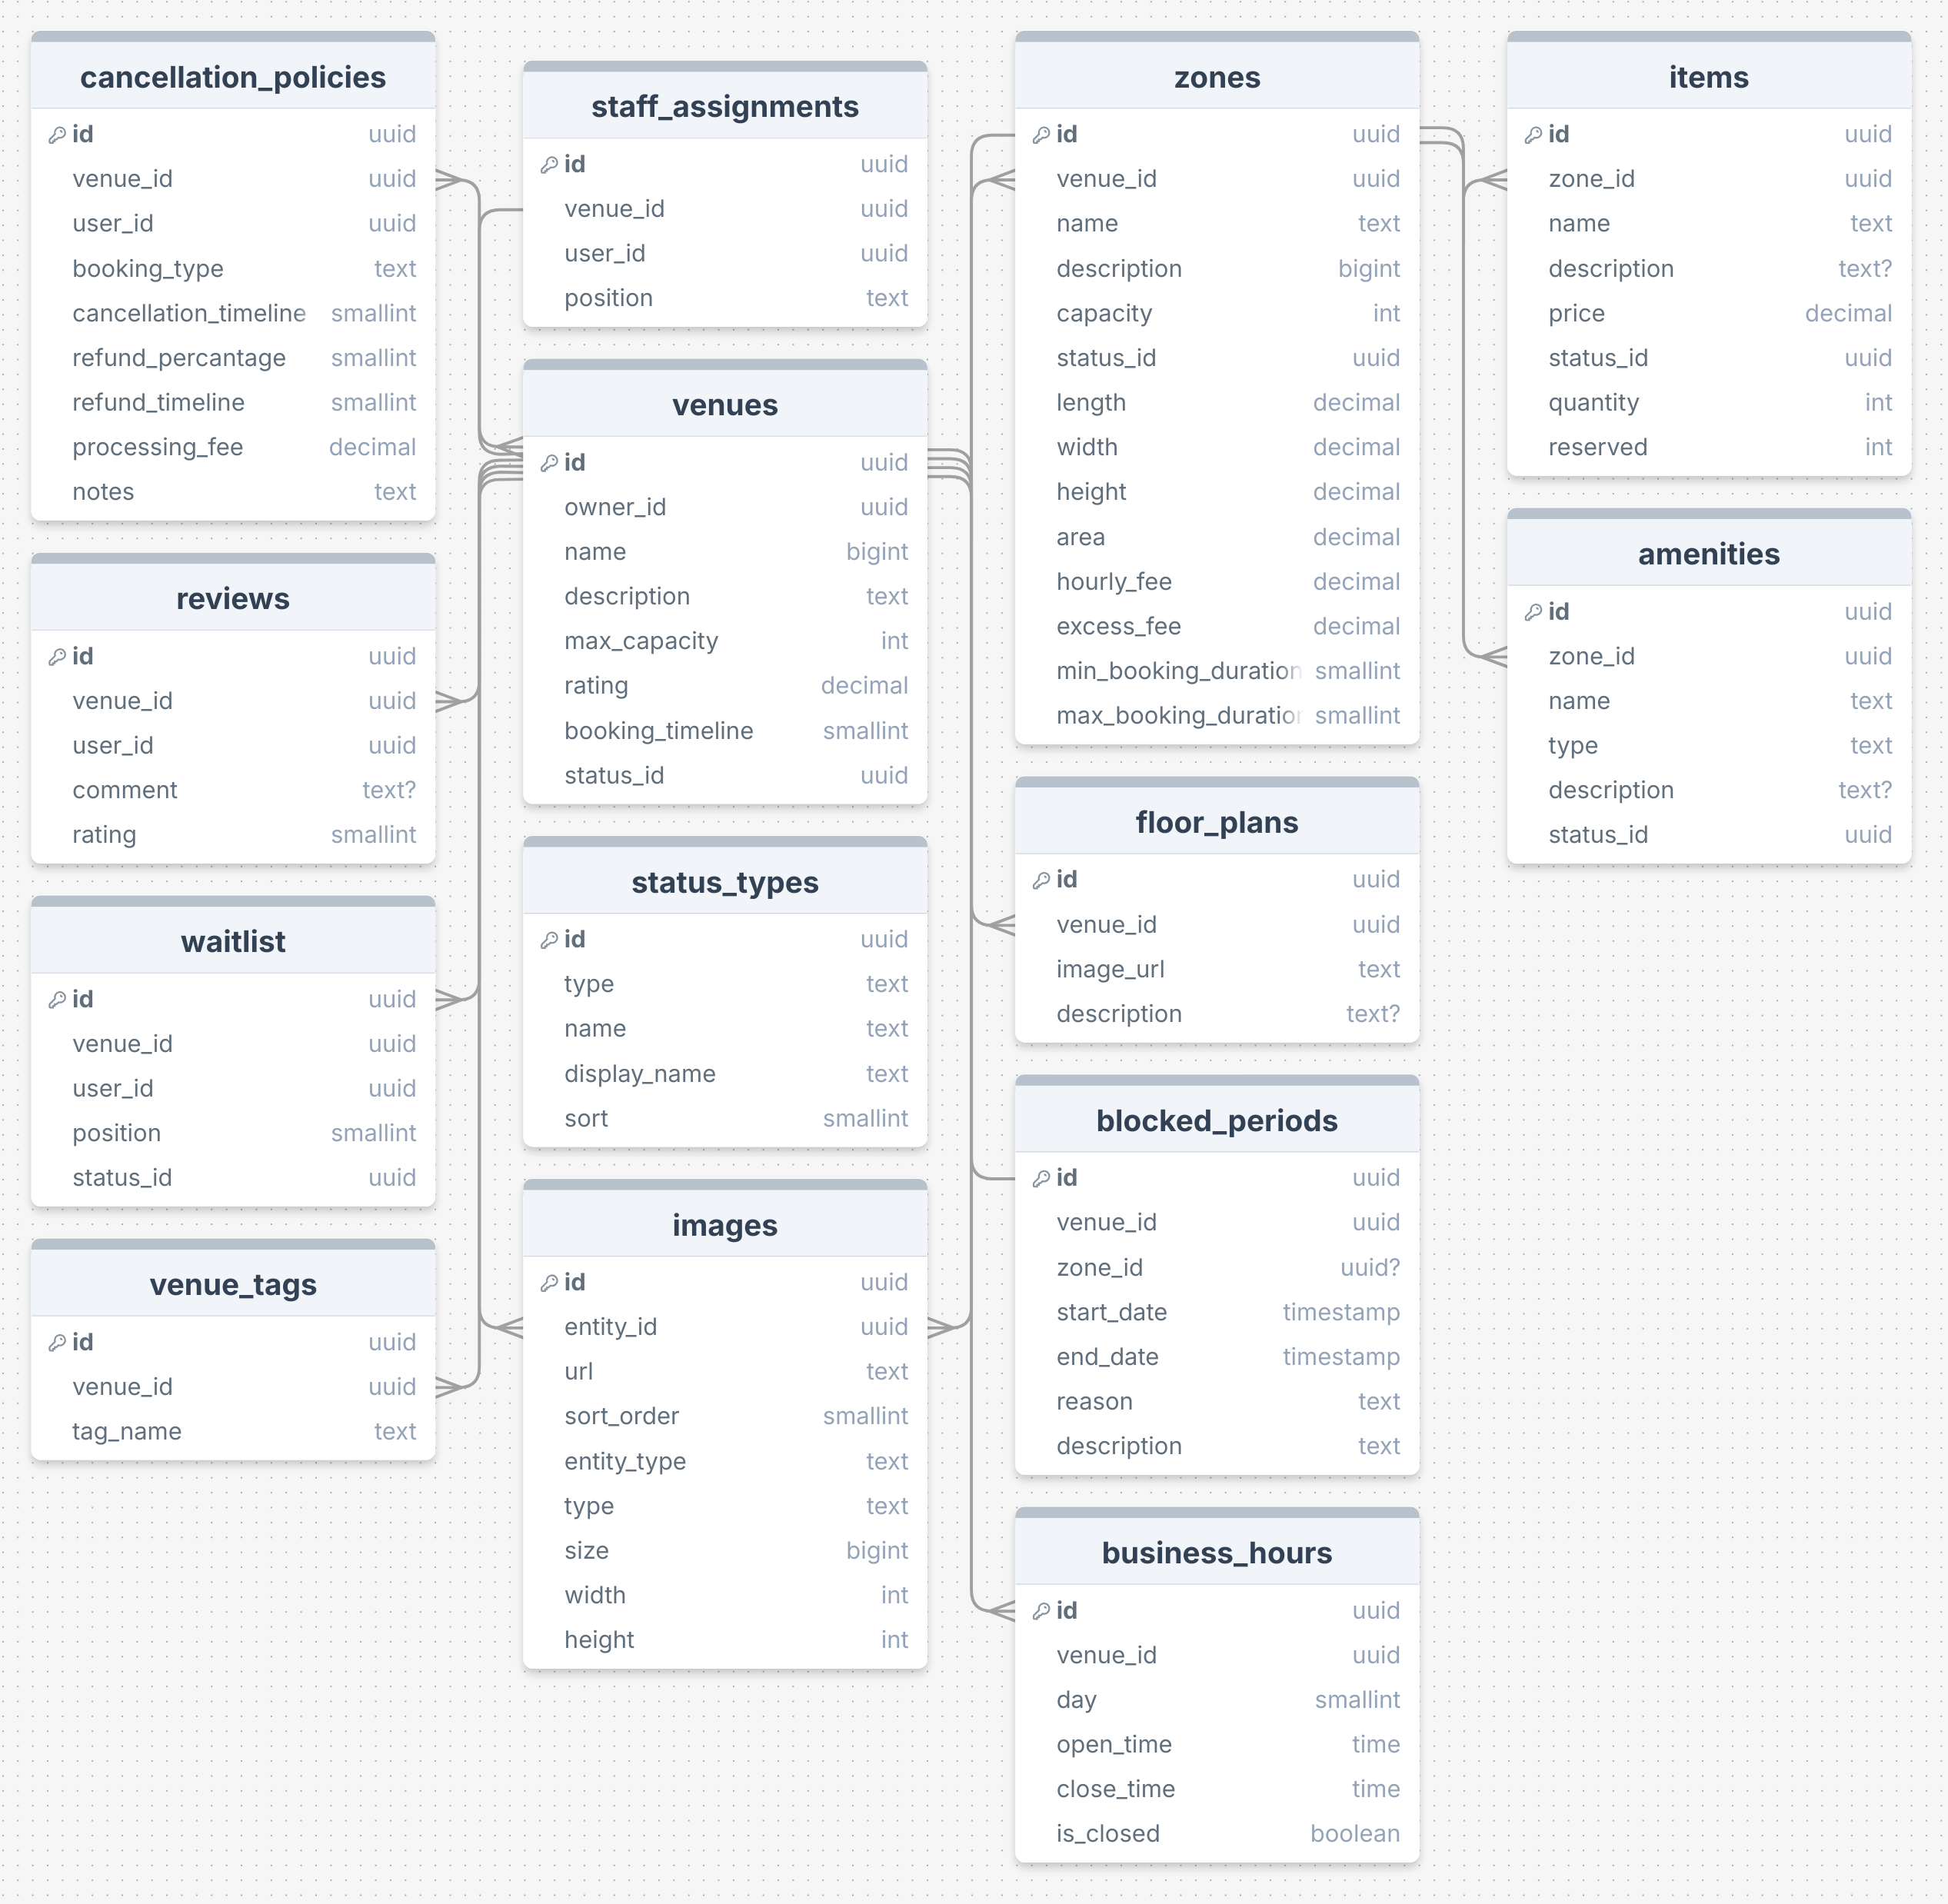 cancellation_policies
id uuid
venue_id uuid
user_id uuid
booking_type text
cancellation_timeline smallint
refund_percantage smallint
refund_timeline smallint
processing_fee decimal
notes text
reviews
id uuid
venue_id uuid
user_id uuid
comment text?
rating smallint
waitlist
id uuid
venue_id uuid
user_id uuid
position smallint
status_id uuid
venue_tags
id uuid
venue_id uuid
tag_name text
staff_assignments
id uuid
venue_id uuid
user_id uuid
position text
venues
id uuid
owner_id uuid
name bigint
description text
max_capacity int
rating decimal
booking_timeline smallint
status_id uuid
status_types
id uuid
type text
name text
display_name text
sort smallint
images
id uuid
entity_id uuid
url text
sort_order smallint
entity_type text
type text
size bigint
width int
height int
zones
id uuid
venue_id uuid
name text
description bigint
capacity int
status_id uuid
length decimal
width decimal
height decimal
area decimal
hourly_fee decimal
excess_fee decimal
min_booking_duration smallint
max_booking_duration smallint
floor_plans
id uuid
venue_id uuid
image_url text
description text?
blocked_periods
id uuid
venue_id uuid
zone_id uuid?
start_date timestamp
end_date timestamp
reason text
description text
business_hours
id uuid
venue_id uuid
day smallint
open_time time
close_time time
is_closed boolean
items
id uuid
zone_id uuid
name text
description text?
price decimal
status_id uuid
quantity int
reserved int
amenities
id uuid
zone_id uuid
name text
type text
description text?
status_id uuid